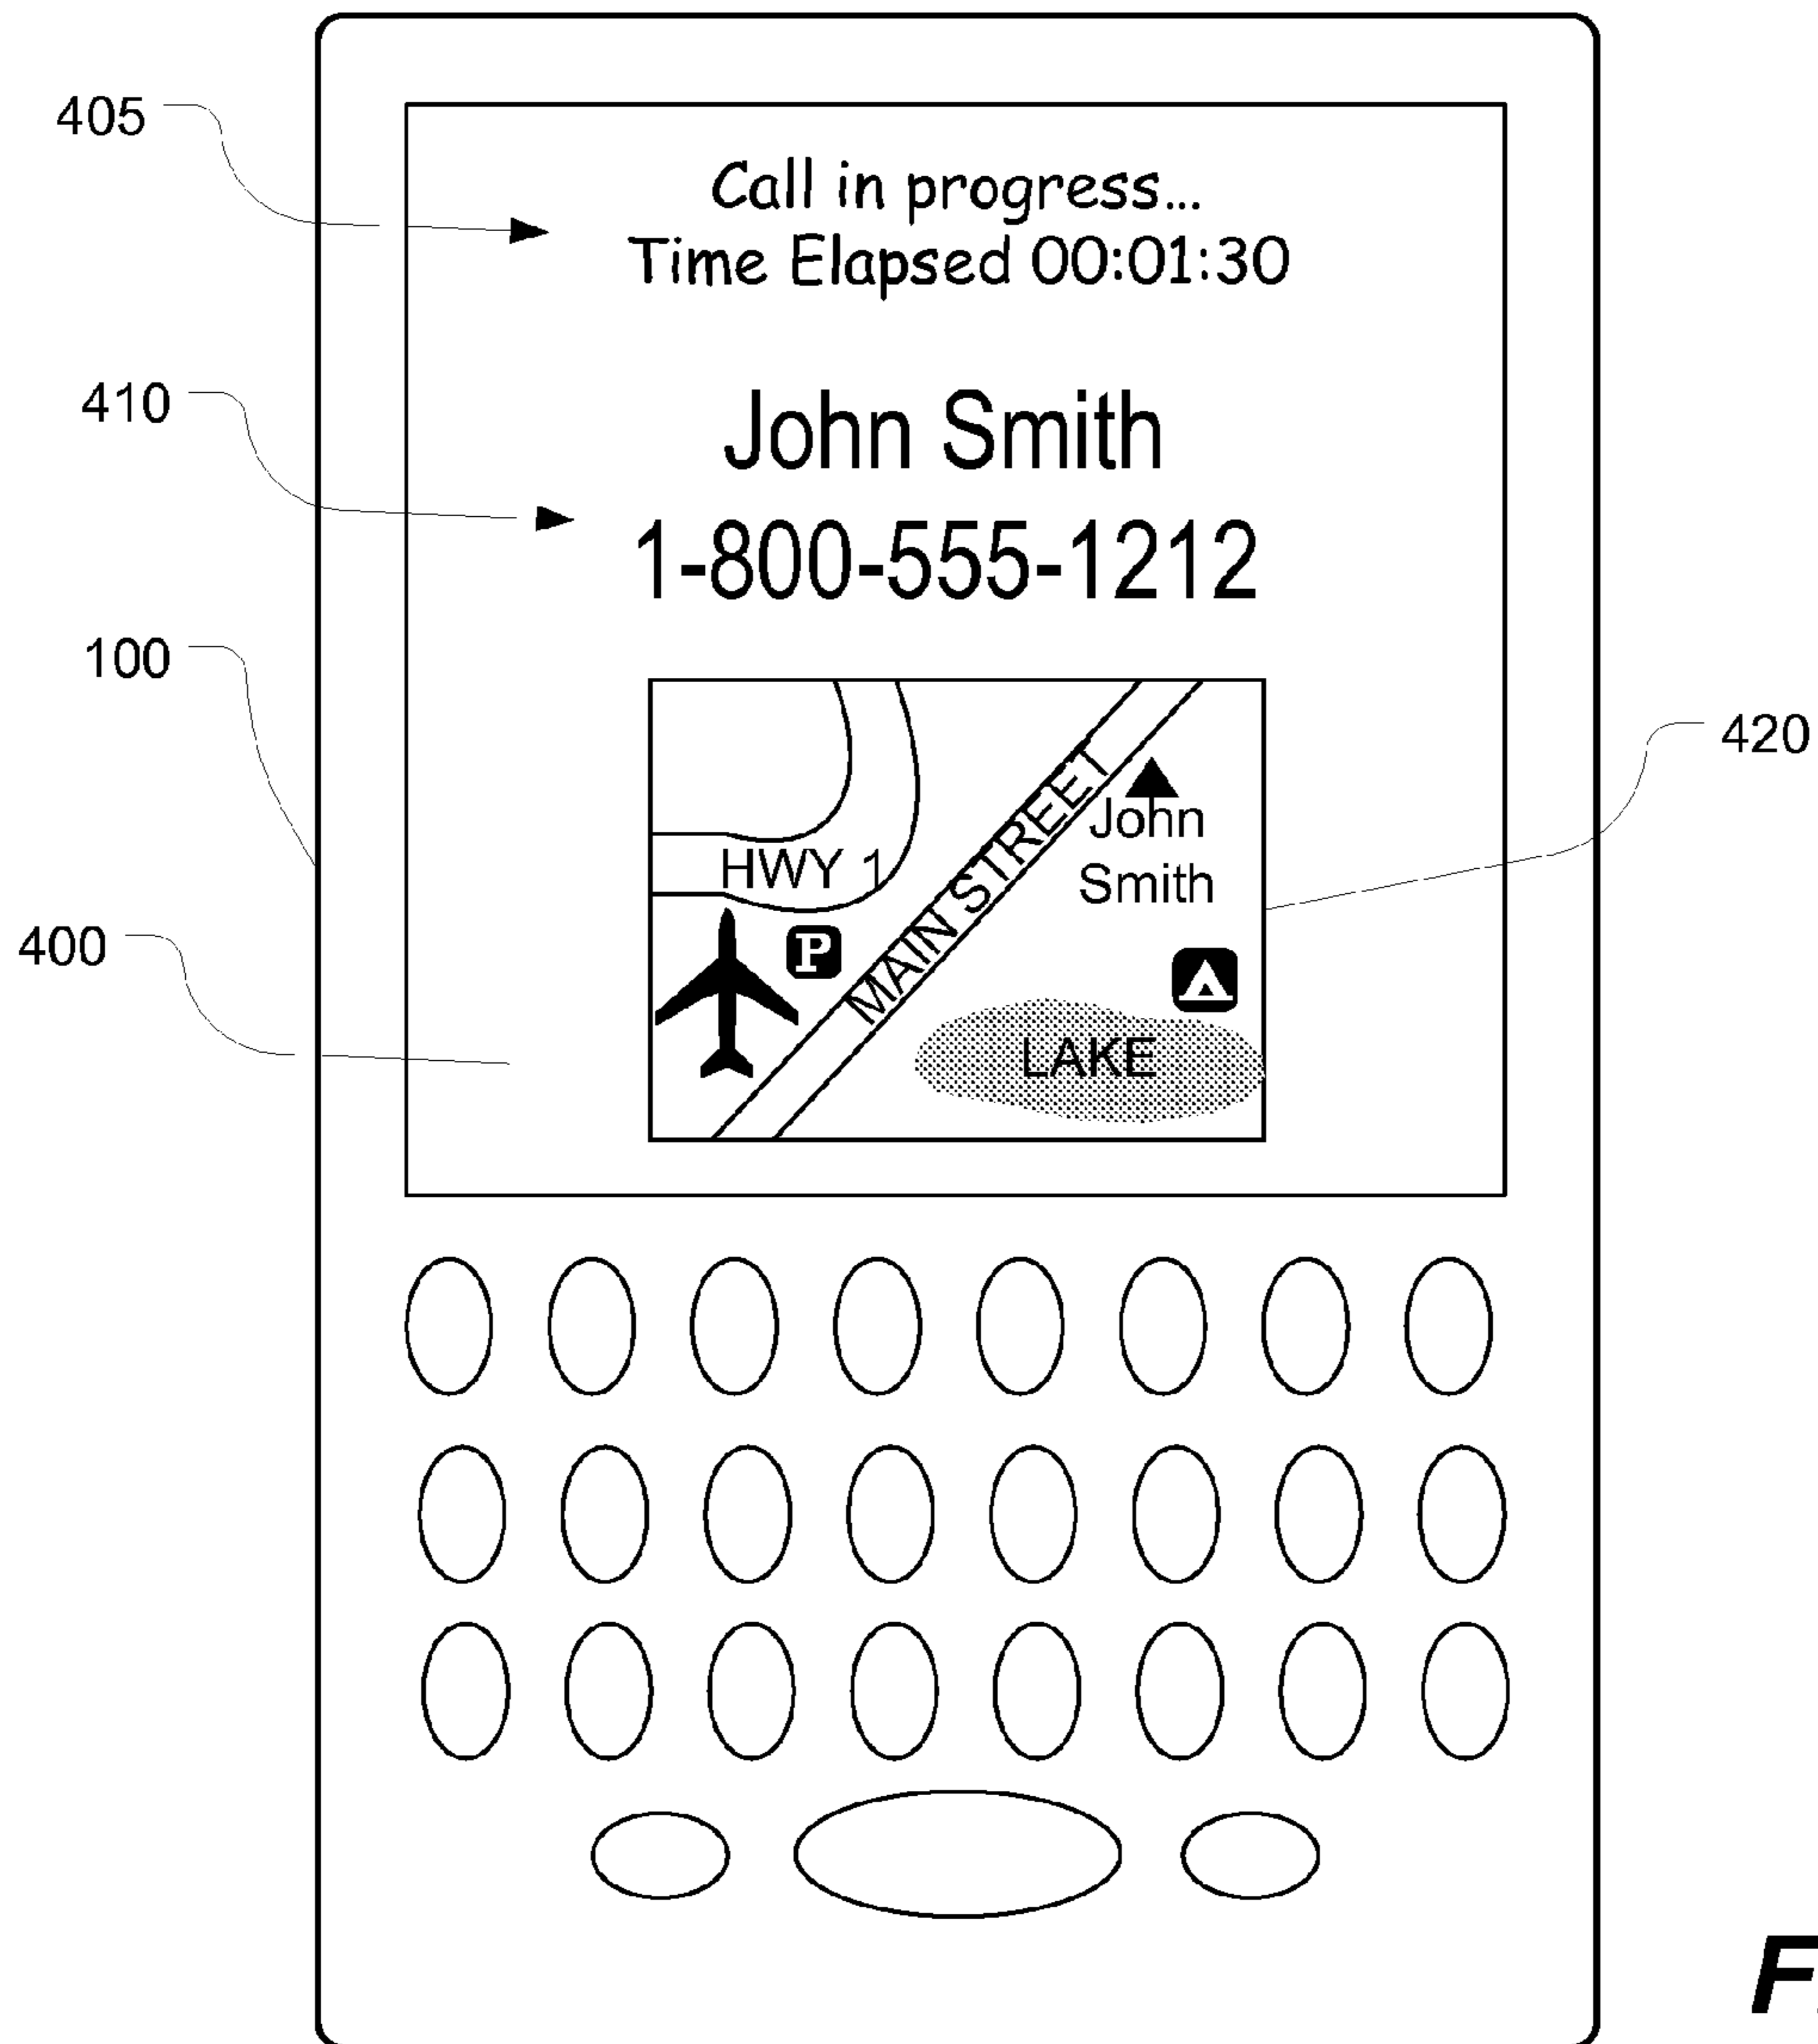 405
Call in progress...
Time Elapsed 00:01:30
410
John Smith
1-800-555-1212
100
420
MAIN STREET
John
Smith
HWY 1
400
P
LAKE